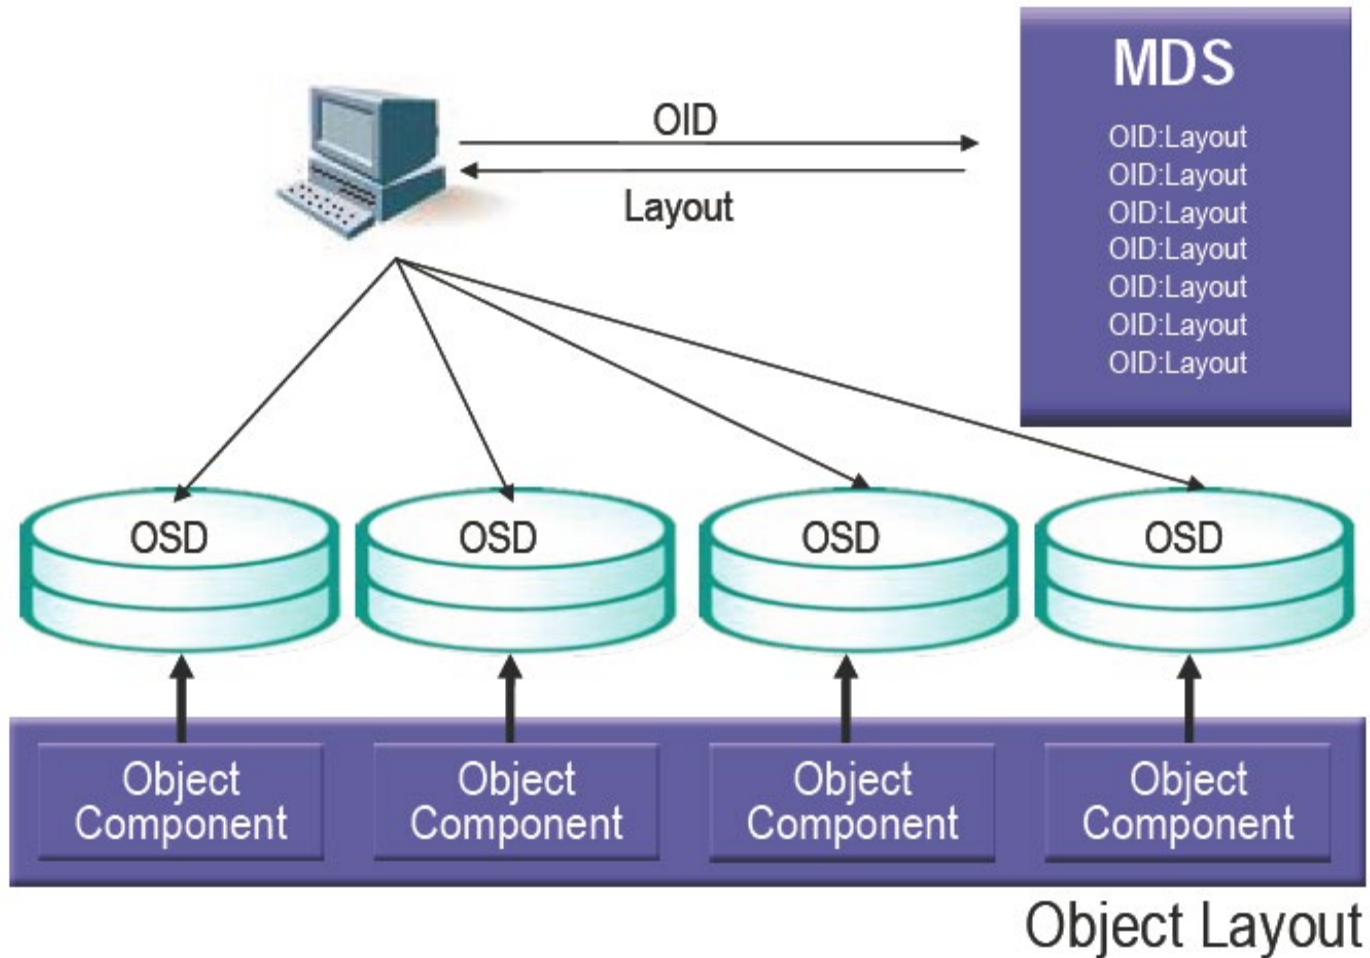 MDS
OID
OID:Layout
OID:Layout
Layout
OID:Layout
OID:Layout
OID:Layout
OID:Layout
OID:Layout
OSD
OSD
OSD
OSD
Object
Component
Object
Component
Object
Component
Object
Component
Object Layout